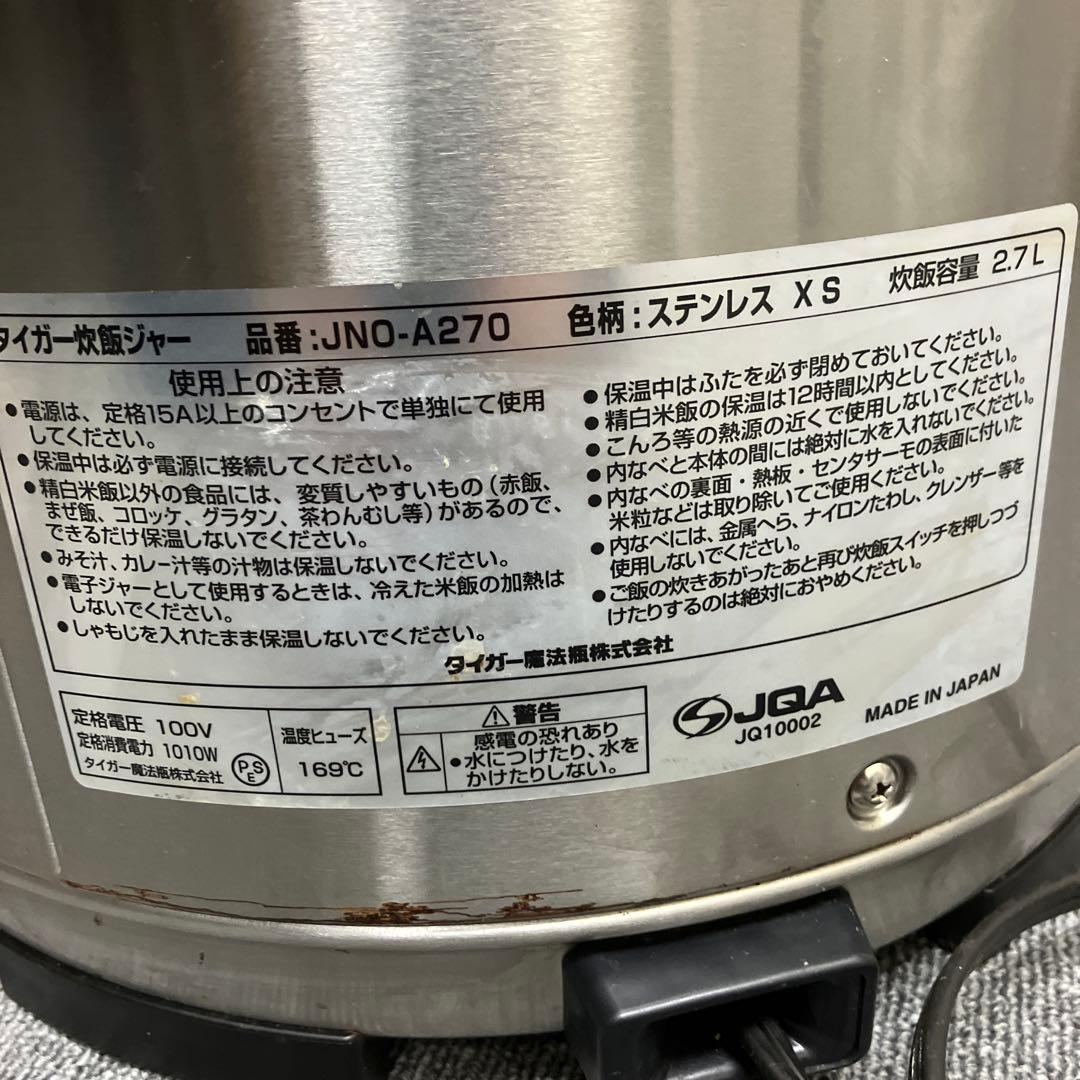 タイガー炊飯ジャー 品番:JNO-A270 色柄:ステンレス XS 炊飯容量 2.7L
使用上の注意
●電源は、定格15A以上のコンセントで単独にて使用
してください。
●保温中は必ず電源に接続してください。
●精白米飯以外の食品には、変質しやすいもの(赤飯、
まぜ飯、コロッケ、グラタン、茶わんむし等)があるので、
できるだけ保温しないでください。
●みそ汁、カレー汁等の汁物は保温しないでください。
●電子ジャーとして使用するときは、冷えた米飯の加熱は
しないでください。
●しゃもじを入れたまま保温しないでください。
●保温中はふたを必ず閉めておいてください。
●精白米飯の保温は12時間以内としてください。
●こんろ等の熱源の近くで使用しないでください。
●内なべと本体の間には絶対に水を入れないでください。
●内なべの裏面・熱板・センタサーモの表面に付いた
米粒などは取り除いてご使用ください。
●内なべには、金属へら、ナイロンたわし、クレンザー等を
使用しないでください。
●ご飯の炊きあがったあと再び炊飯スイッチを押しつづ
けたりするのは絶対におやめください。
タイガー魔法瓶株式会社
定格電圧 100V
定格消費電力 1010W
タイガー魔法瓶株式会社
PSE
温度ヒューズ
169℃
⚠警告
感電の恐れあり
●水につけたり、水を
かけたりしない。
JQA
JQ10002
MADE IN JAPAN